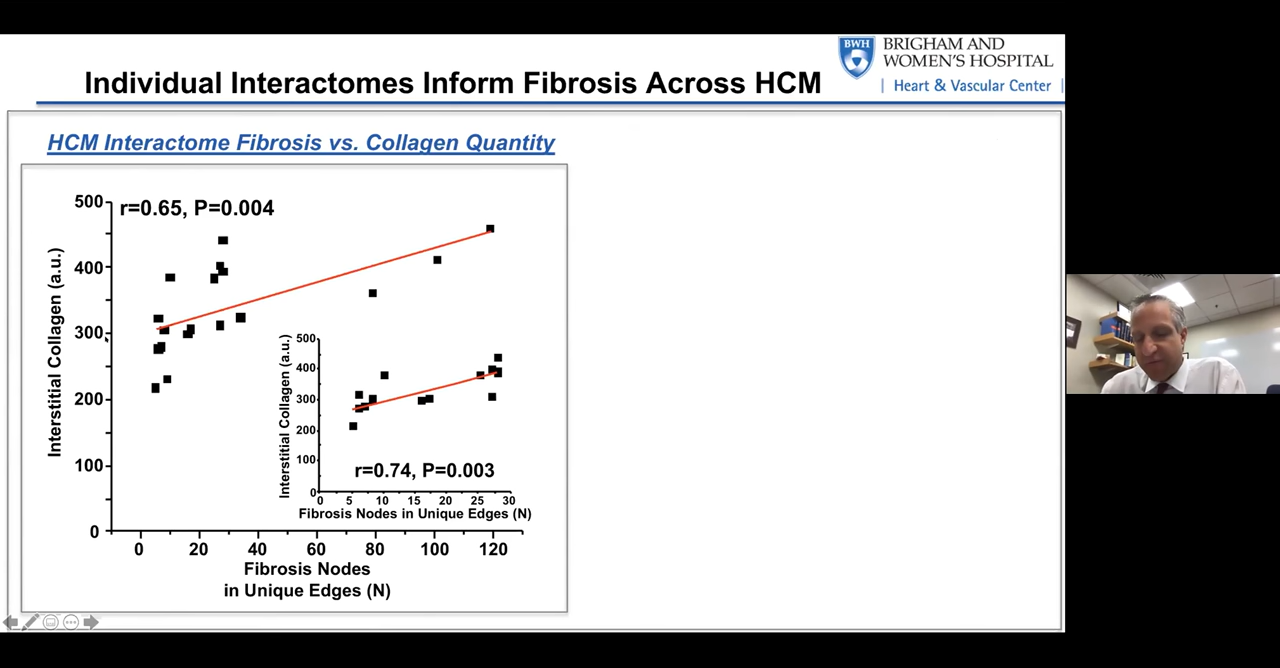 BWH
BRIGHAM AND
WOMEN'S HOSPITAL
Heart & Vascular Center
Individual Interactomes Inform Fibrosis Across HCM
HCM Interactome Fibrosis vs. Collagen Quantity
r=0.65, P=0.004
Interstitial Collagen (a.u.)
500
400
300
200
100
0
0 20 40 60 80 100 120
Fibrosis Nodes
in Unique Edges (N)
Interstitial Collagen (a.u.)
500
400
300
200
100
0
r=0.74, P=0.003
0 5 10 15 20 25 30
Fibrosis Nodes in Unique Edges (N)